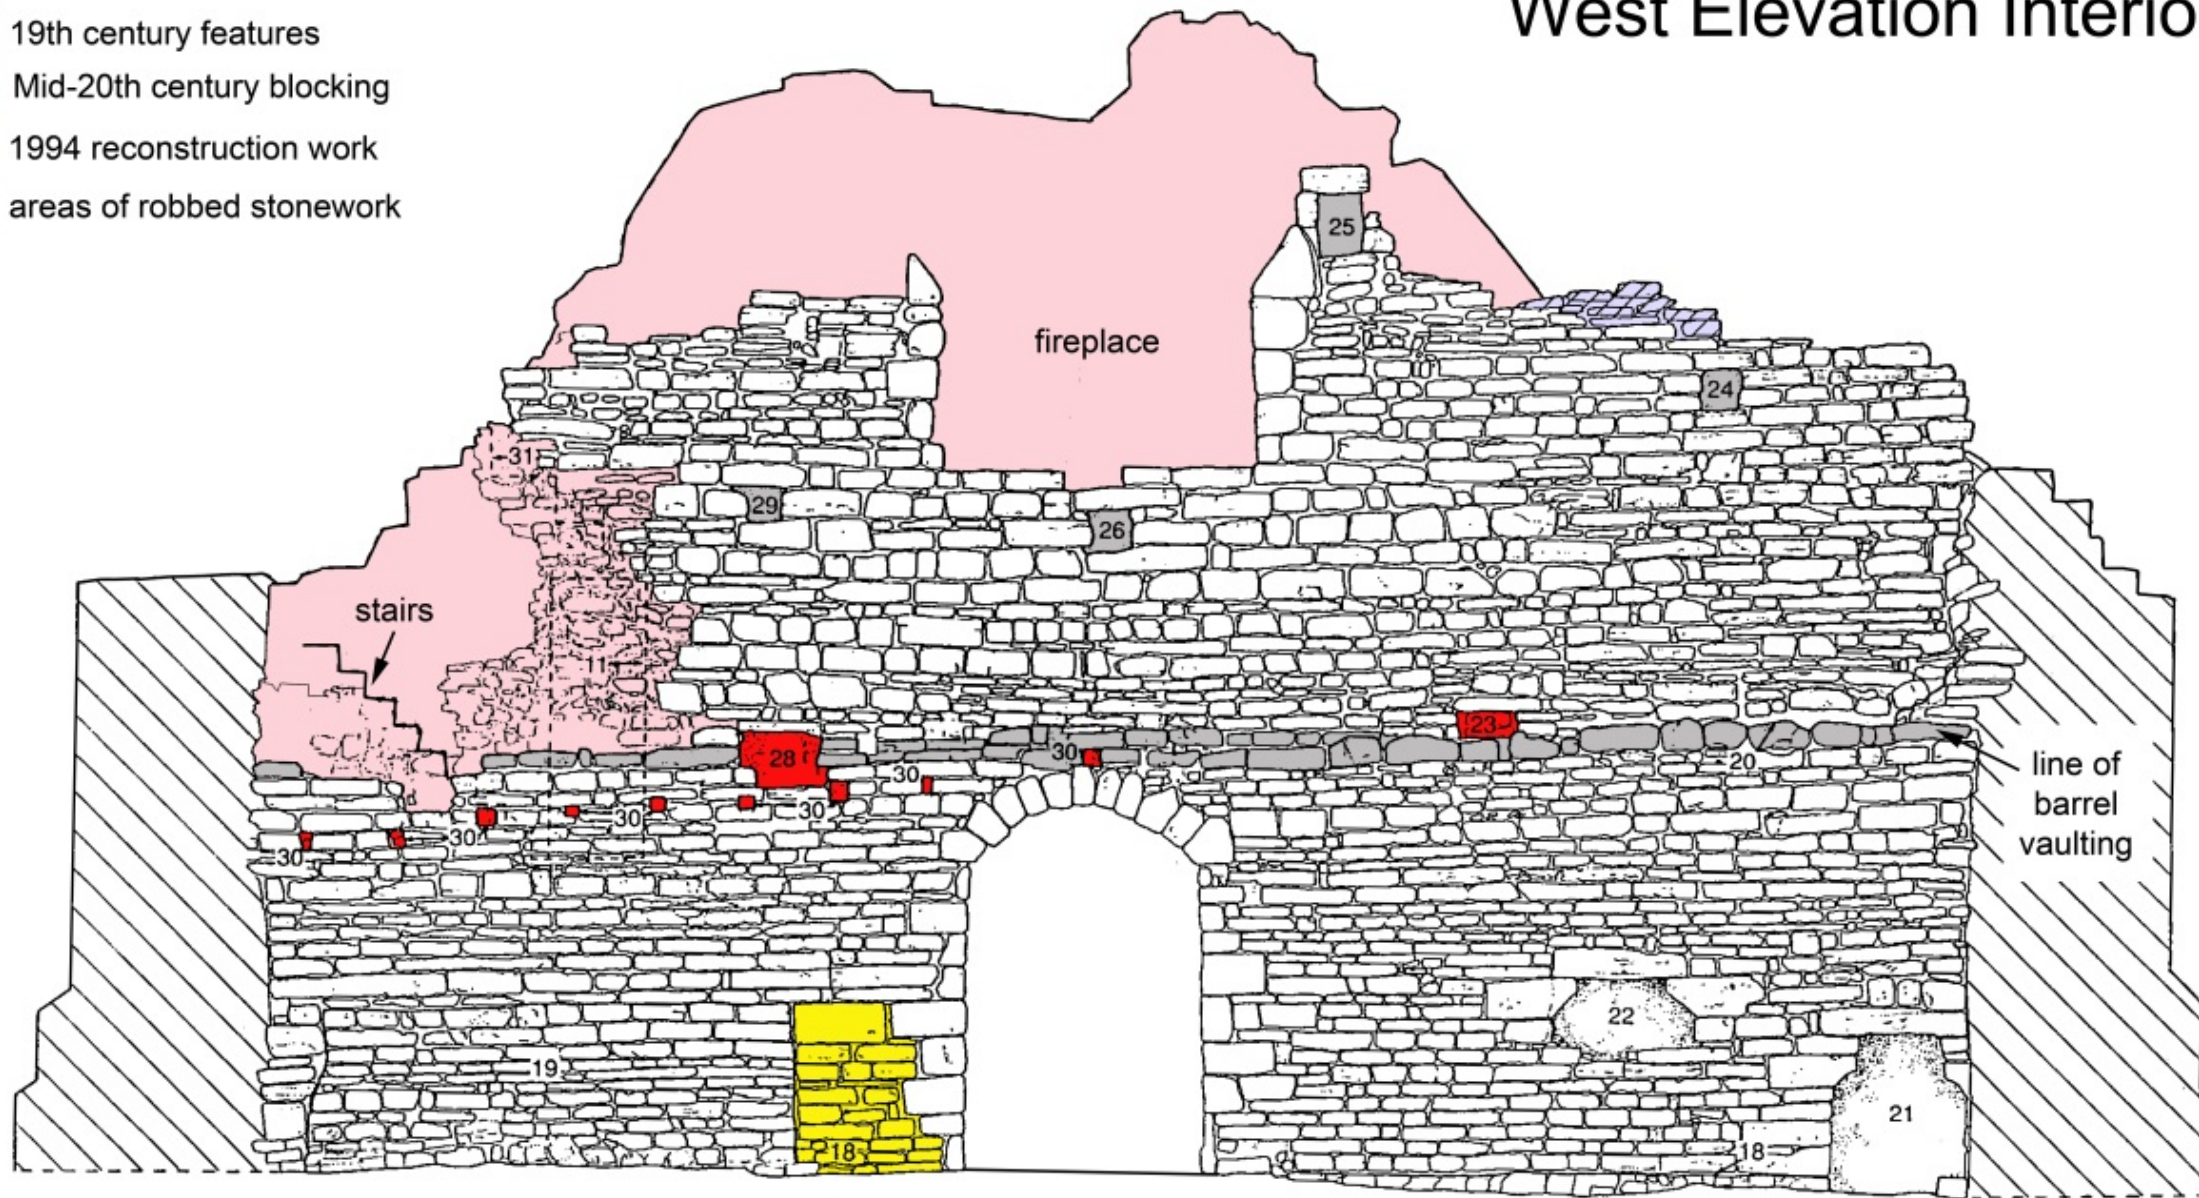 West Elevation Interio
19th century features
Mid-20th century blocking
1994 reconstruction work
areas of robbed stonework
25
fireplace
24
31
29
26
stairs
11
23
28
30
30
20
line of
barrel
vaulting
30
30
30
30
22
19
21
18
18